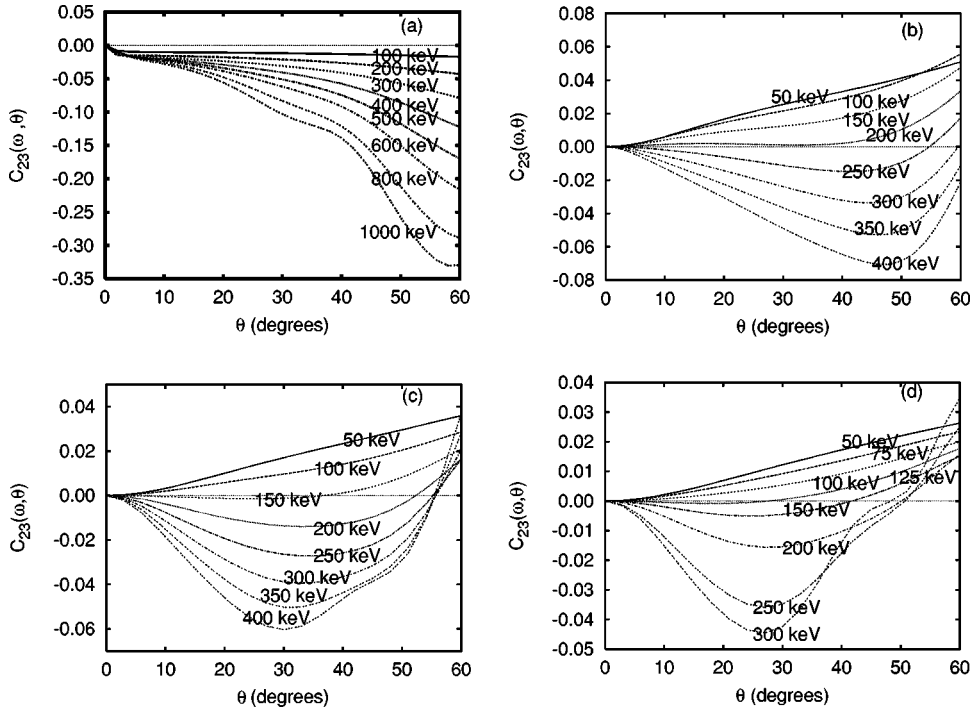 (a)
0.05
0.00
-0.05
-0.10
-0.15
-0.20
-0.25
-0.30
-0.35
C23(ω,θ)
100 keV
200 keV
300 keV
400 keV
500 keV
600 keV
800 keV
1000 keV
0 10 20 30 40 50 60
θ (degrees)
(b)
0.08
0.06
0.04
0.02
0.00
-0.02
-0.04
-0.06
-0.08
C23(ω,θ)
50 keV
100 keV
150 keV
200 keV
250 keV
300 keV
350 keV
400 keV
0 10 20 30 40 50 60
θ (degrees)
(c)
0.04
0.02
0.00
-0.02
-0.04
-0.06
C23(ω,θ)
50 keV
100 keV
150 keV
200 keV
250 keV
300 keV
350 keV
400 keV
0 10 20 30 40 50 60
θ (degrees)
(d)
0.04
0.03
0.02
0.01
0.00
-0.01
-0.02
-0.03
-0.04
-0.05
C23(ω,θ)
50 keV
75 keV
100 keV
125 keV
150 keV
200 keV
250 keV
300 keV
0 10 20 30 40 50 60
θ (degrees)